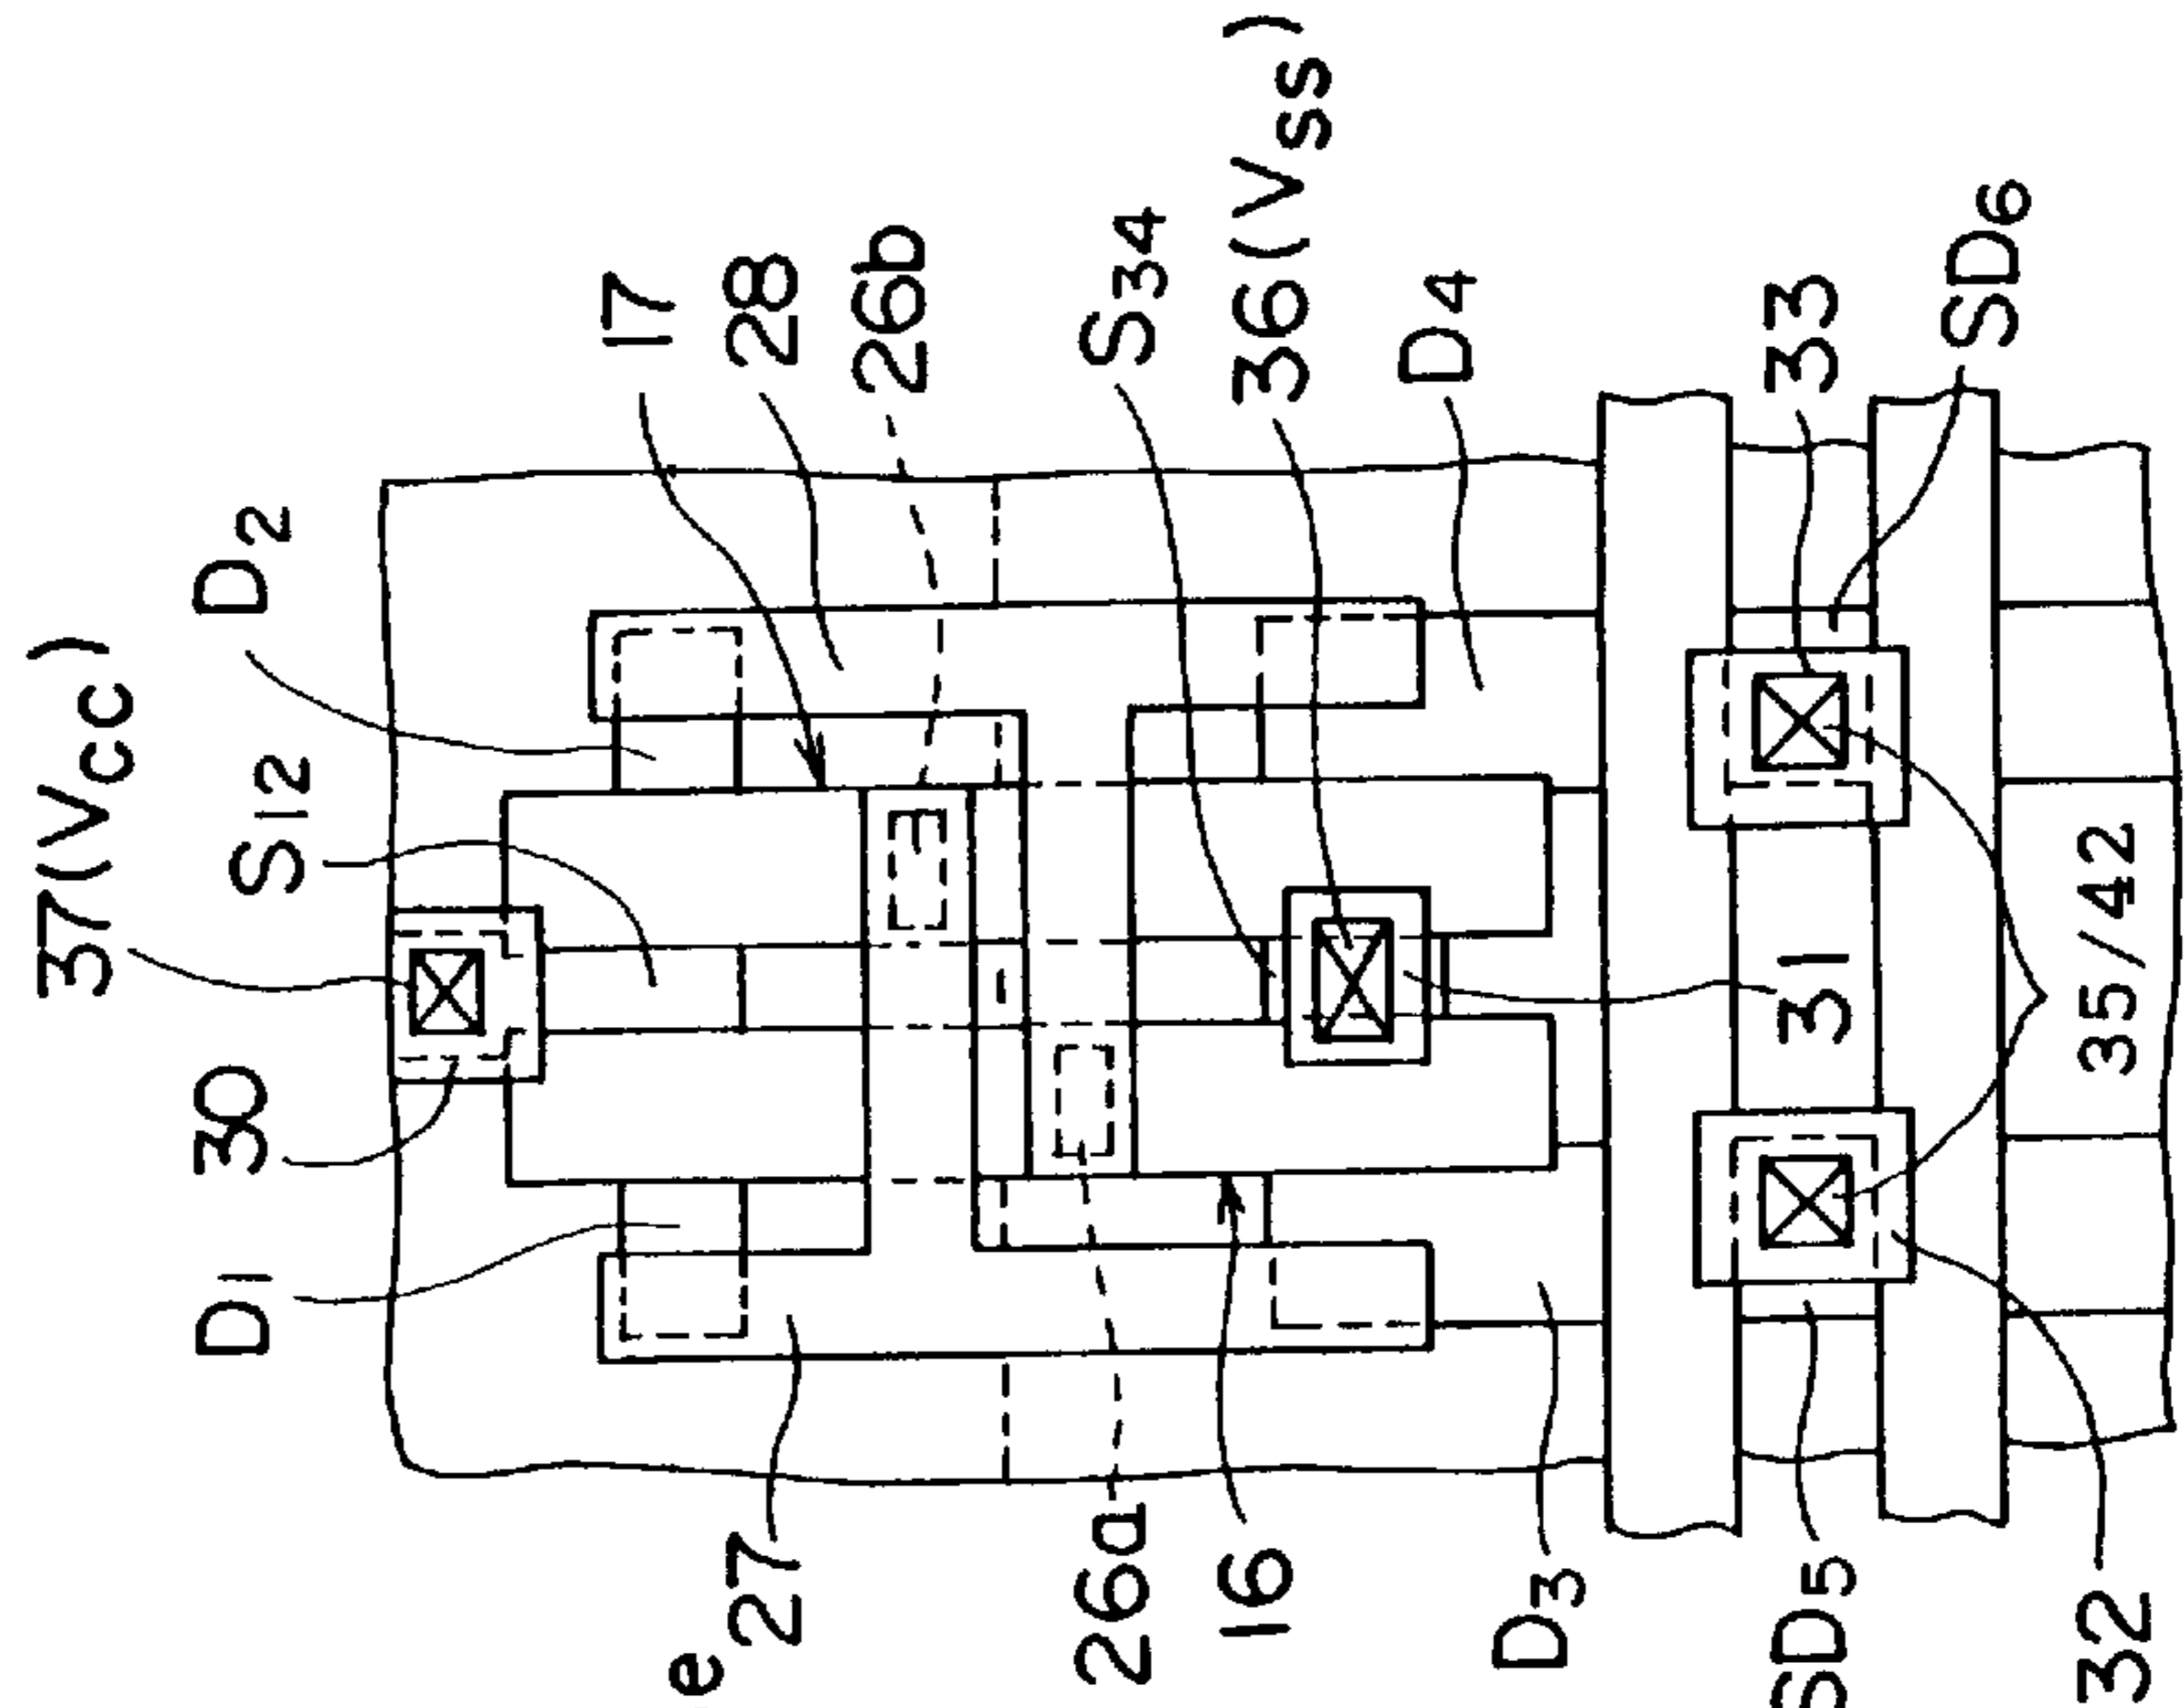 37(Vcc)
S12
D2
30
D1
17
28
26b
S34
36(Vss)
D4
33
SD6
e
27
26a
16
D3
SD5
32
31
35/42